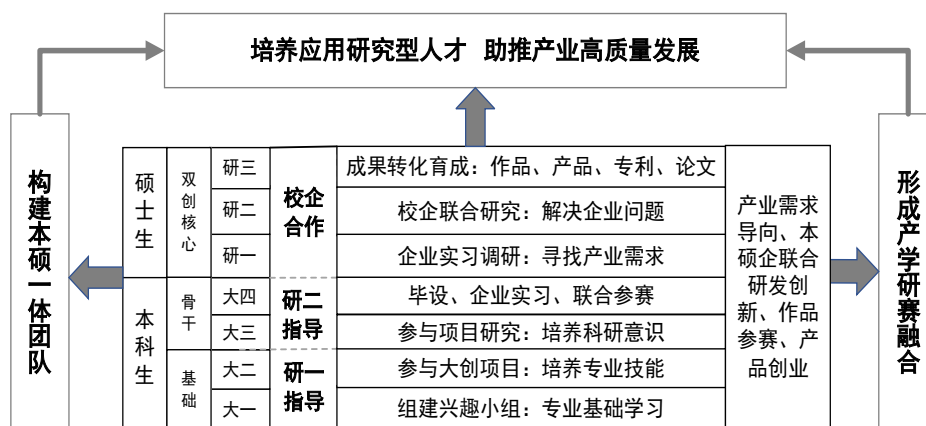 培养应用研究型人才 助推产业高质量发展
构建本硕一体团队
硕士生
双创核心
研三
研二
研一
校企
合作
成果转化育成：作品、产品、专利、论文
校企联合研究：解决企业问题
企业实习调研：寻找产业需求
本科生
骨干
大四
大三
研二
指导
毕设、企业实习、联合参赛
参与项目研究：培养科研意识
基础
大二
大一
研一
指导
参与大创项目：培养专业技能
组建兴趣小组：专业基础学习
产业需求
导向、本
硕企联合
研发创
新、作品
参赛、产
品创业
形成产学研赛融合